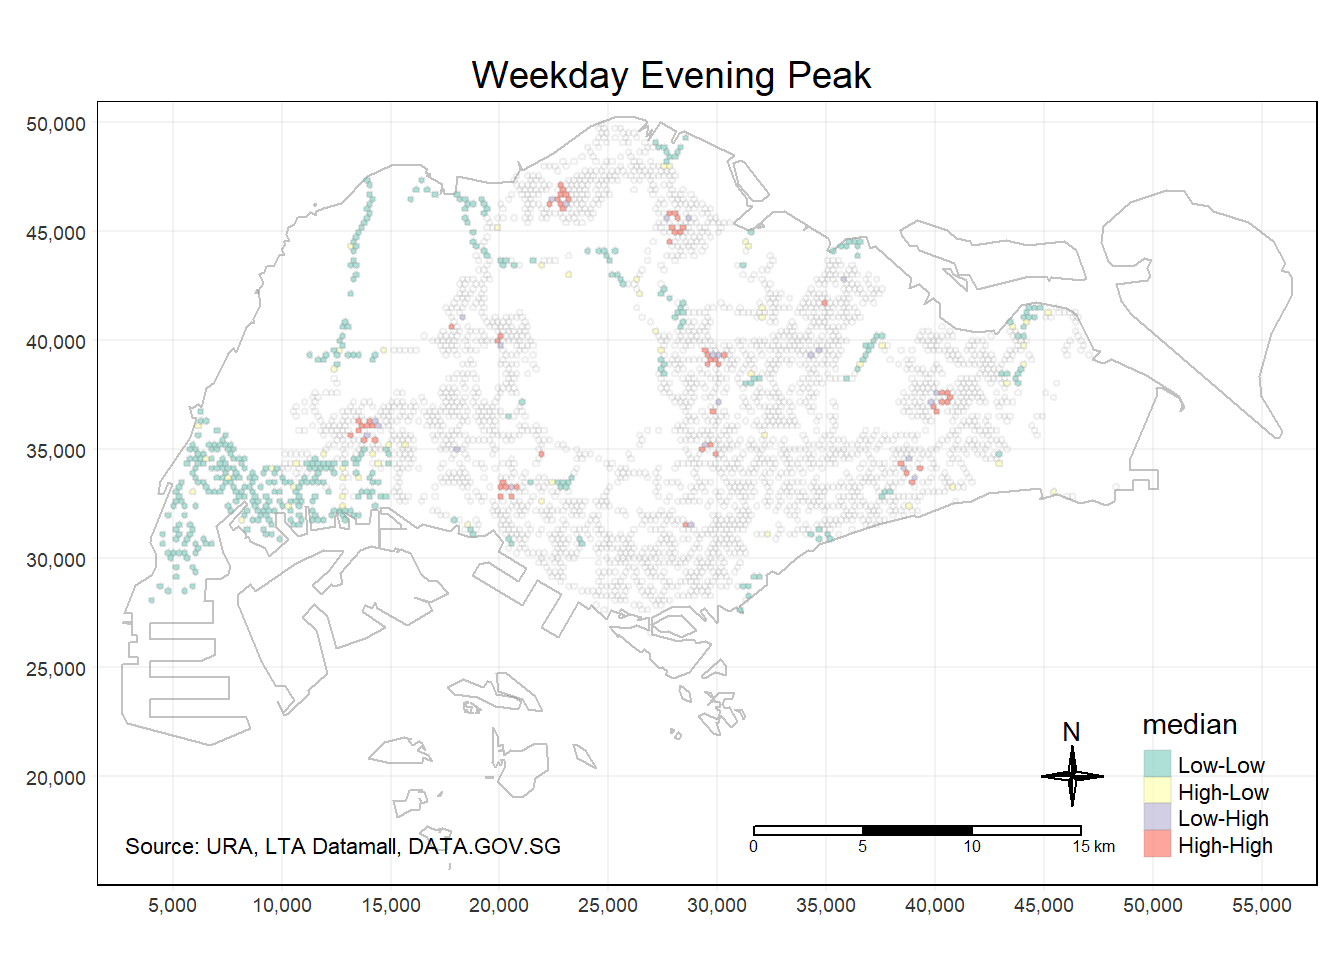 Weekday Evening Peak
50,000
45,000
40,000
35,000
30,000
25,000
20,000
5,000 10,000 15,000 20,000 25,000 30,000 35,000 40,000 45,000 50,000 55,000
N
median
Low-Low
High-Low
Low-High
High-High
0 5 10 15 km
Source: URA, LTA Datamall, DATA.GOV.SG